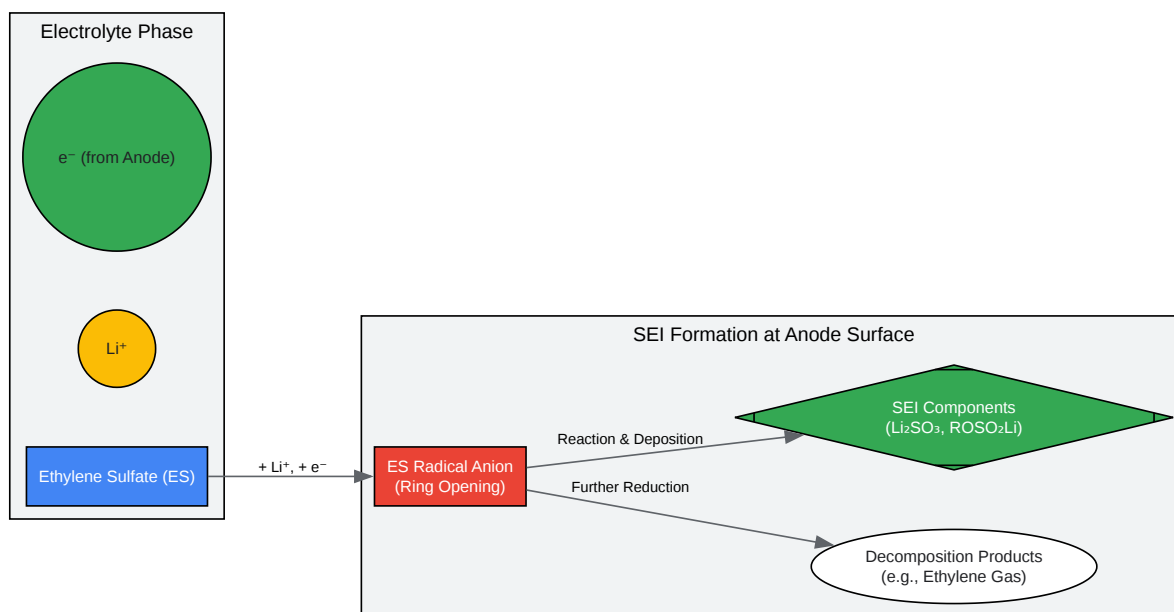 Electrolyte Phase
e⁻ (from Anode)
Li⁺
Ethylene Sulfate (ES)
+ Li⁺, + e⁻
SEI Formation at Anode Surface
ES Radical Anion
(Ring Opening)
Reaction & Deposition
Further Reduction
SEI Components
(Li₂SO₃, ROSO₂Li)
Decomposition Products
(e.g., Ethylene Gas)